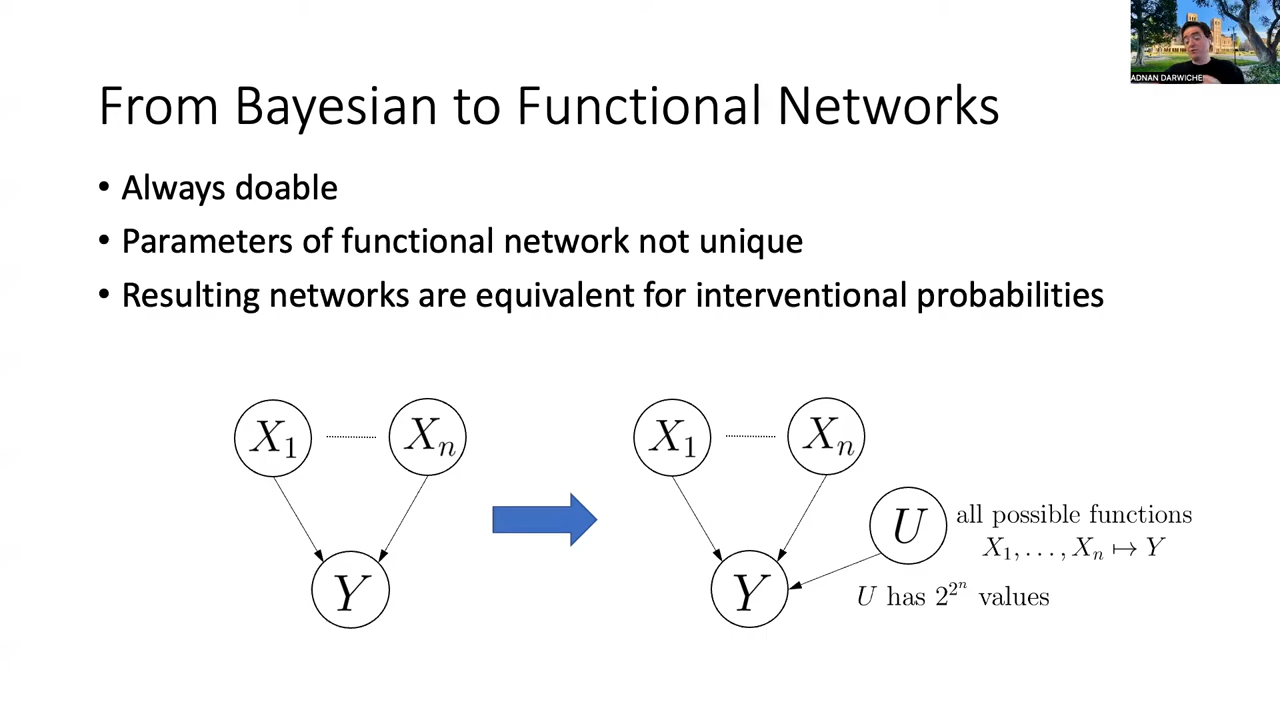 ADNAN DARWICHE
From Bayesian to Functional Networks
• Always doable
• Parameters of functional network not unique
• Resulting networks are equivalent for interventional probabilities
X₁ Xₙ
Y
X₁ Xₙ
U all possible functions
X₁, . . . , Xₙ ↦ Y
Y
U has 2^{2^n} values